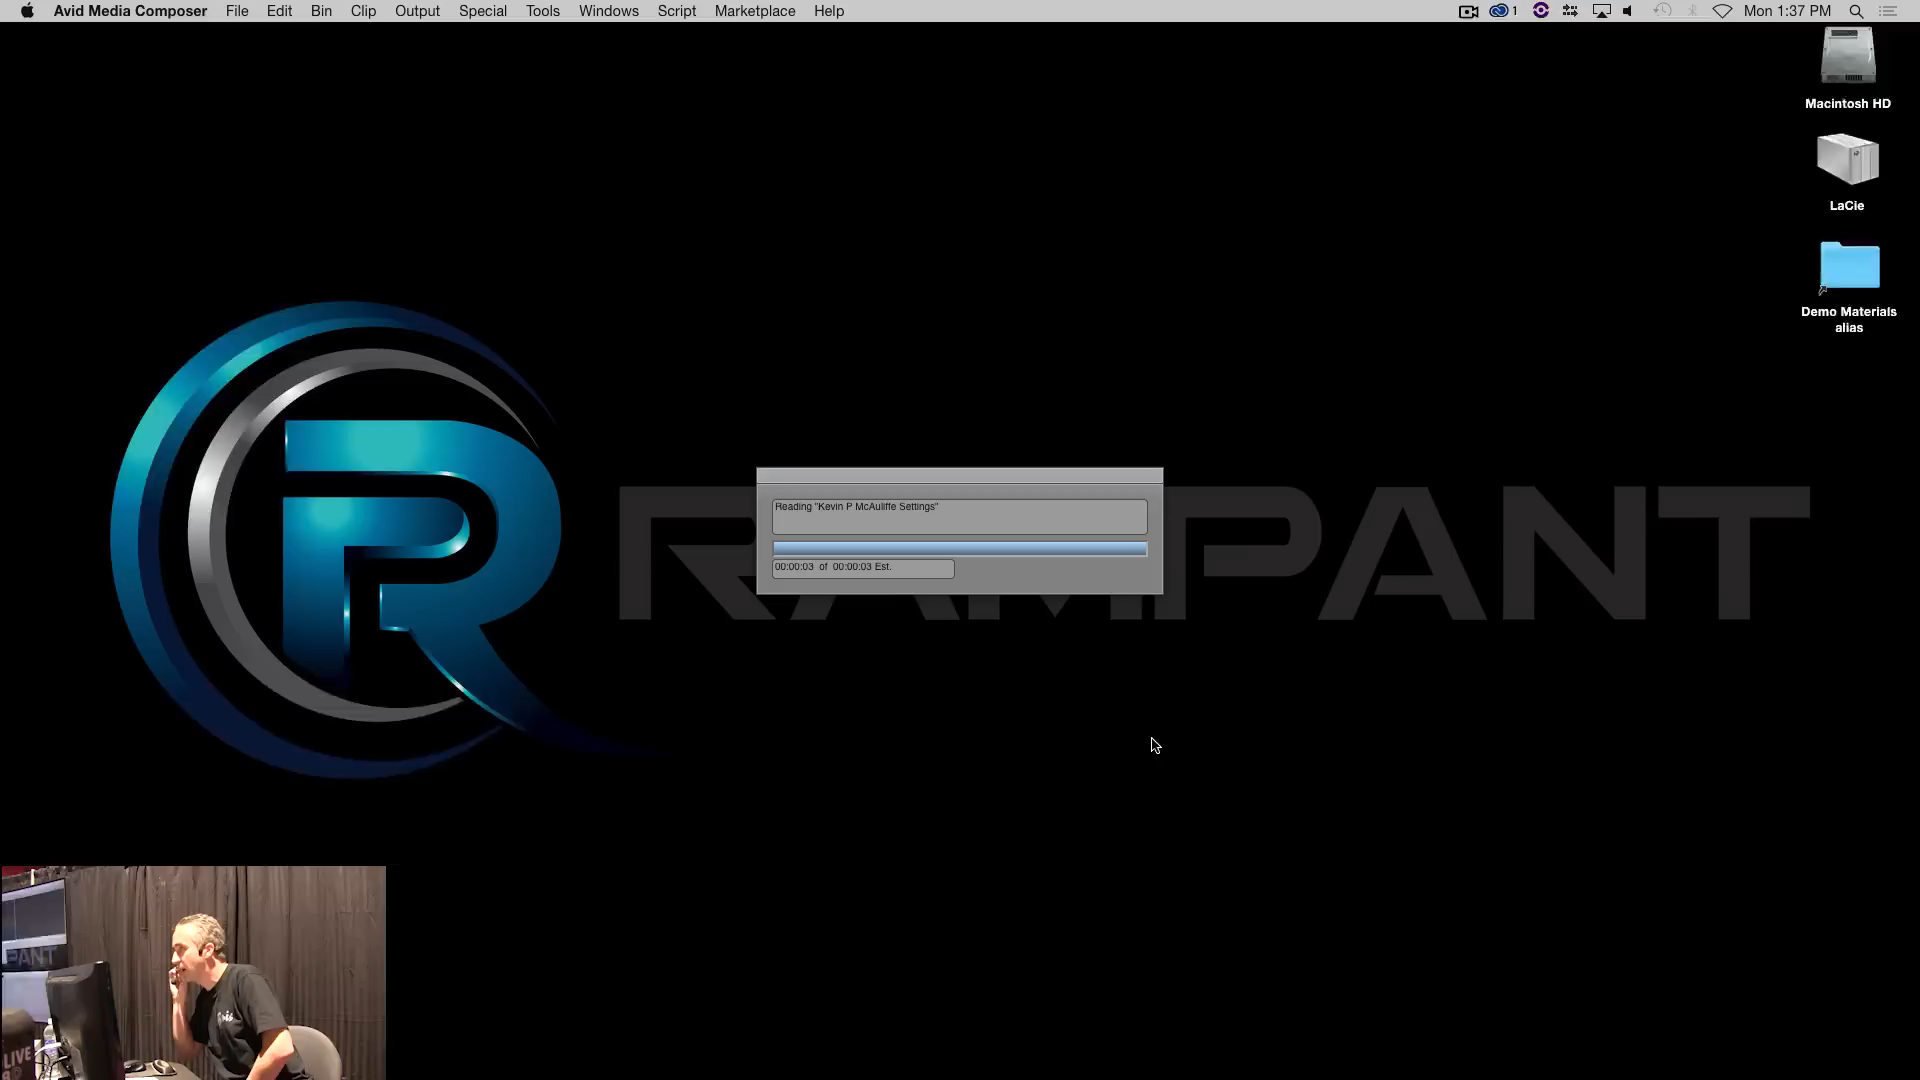 Avid Media Composer File Edit Bin Clip Output Special Tools Windows Script Marketplace Help 1 Mon 1:37 PM
Macintosh HD
LaCie
Demo Materials
alias
R
RAMPANT
Reading "Kevin P McAuliffe Settings"
00:00:03 of 00:00:03 Est.
PANT
LIVE